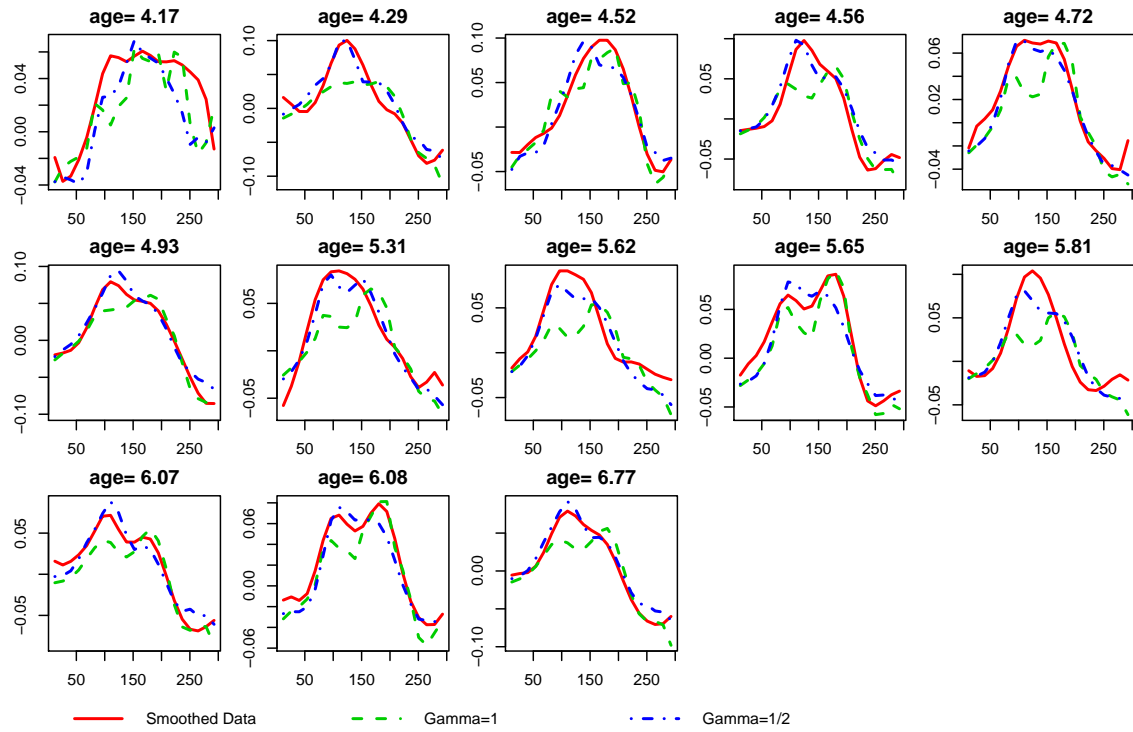 age= 4.17 age= 4.29 age= 4.52 age= 4.56 age= 4.72
−0.04 0.00 0.04 −0.10 0.00 0.05 0.10 −0.05 0.05 0.10 −0.05 0.05 −0.04 0.02 0.06
50 150 250 50 150 250 50 150 250 50 150 250 50 150 250
age= 4.93 age= 5.31 age= 5.62 age= 5.65 age= 5.81
−0.10 0.00 0.10 −0.05 0.05 −0.05 0.05 −0.05 0.00 0.05 −0.05 0.05
50 150 250 50 150 250 50 150 250 50 150 250 50 150 250
age= 6.07 age= 6.08 age= 6.77
−0.05 0.05 −0.06 0.00 0.06 −0.10 0.00
50 150 250 50 150 250 50 150 250
Smoothed Data Gamma=1 Gamma=1/2